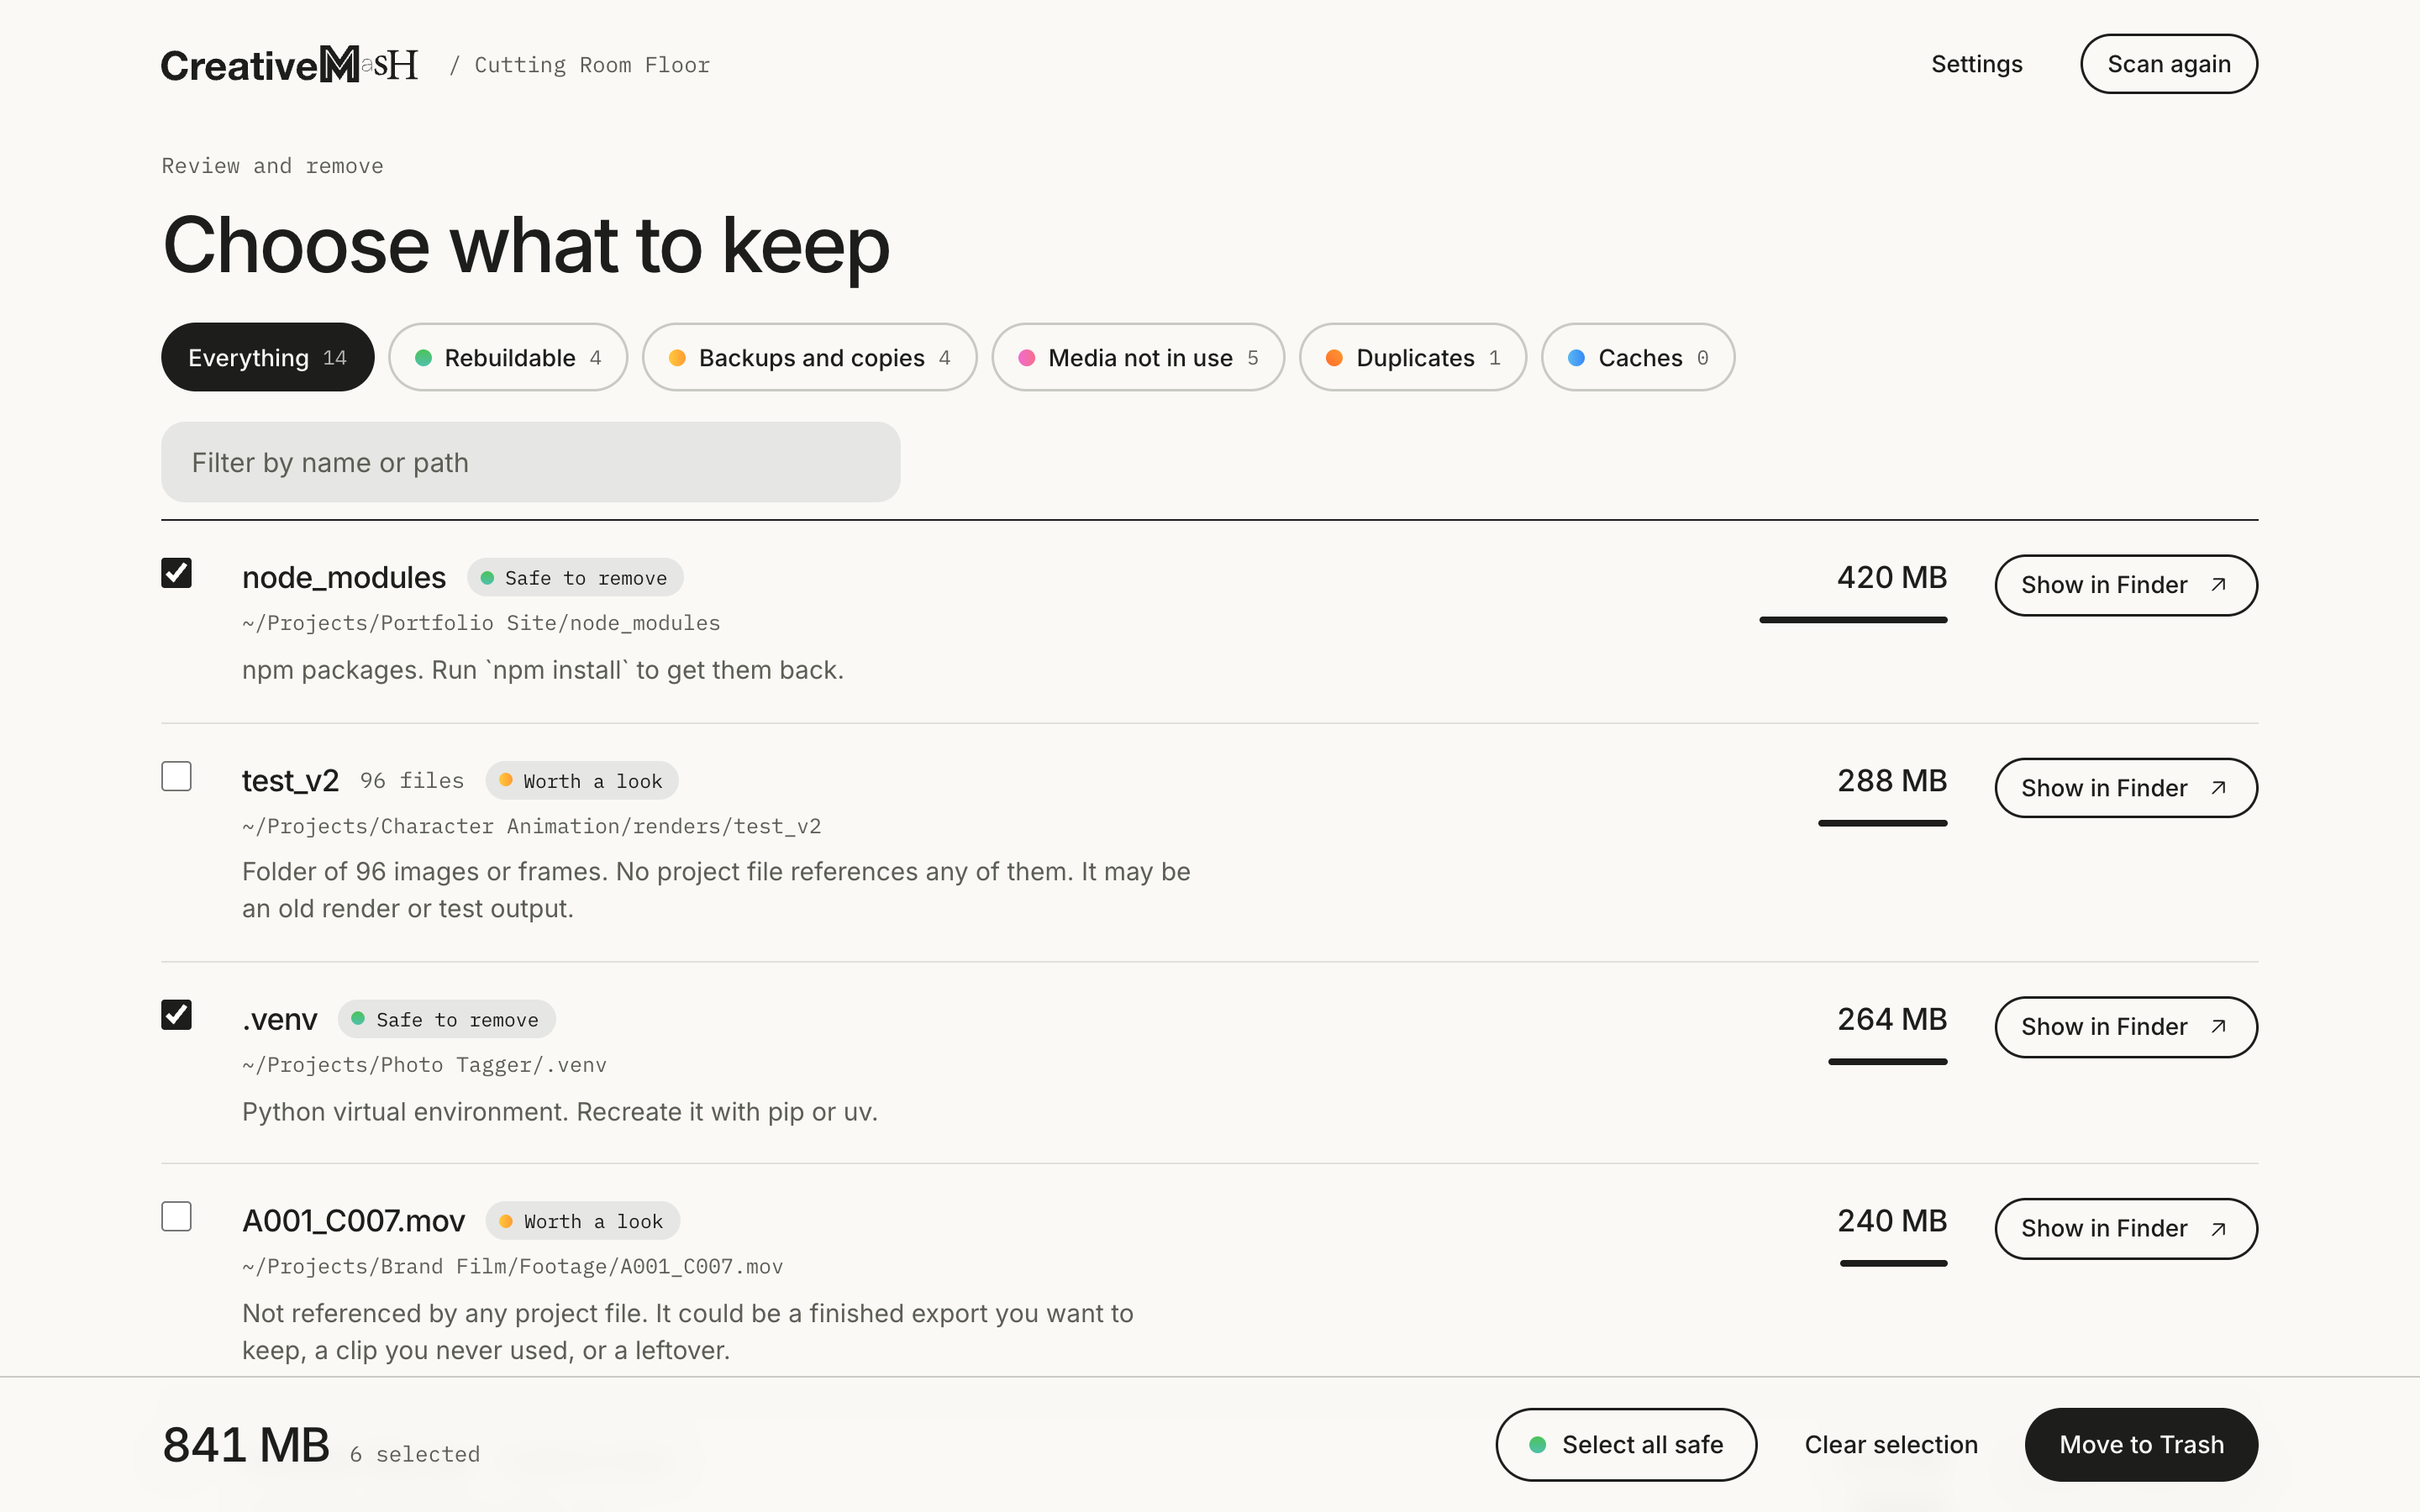 CreativeMasH / Cutting Room Floor
Settings
Scan again
Review and remove
Choose what to keep
Everything 14
Rebuildable 4
Backups and copies 4
Media not in use 5
Duplicates 1
Caches 0
Filter by name or path
node_modules Safe to remove 420 MB Show in Finder
~/Projects/Portfolio Site/node_modules
npm packages. Run `npm install` to get them back.
test_v2 96 files Worth a look 288 MB Show in Finder
~/Projects/Character Animation/renders/test_v2
Folder of 96 images or frames. No project file references any of them. It may be
an old render or test output.
.venv Safe to remove 264 MB Show in Finder
~/Projects/Photo Tagger/.venv
Python virtual environment. Recreate it with pip or uv.
A001_C007.mov Worth a look 240 MB Show in Finder
~/Projects/Brand Film/Footage/A001_C007.mov
Not referenced by any project file. It could be a finished export you want to
keep, a clip you never used, or a leftover.
841 MB 6 selected
Select all safe
Clear selection
Move to Trash